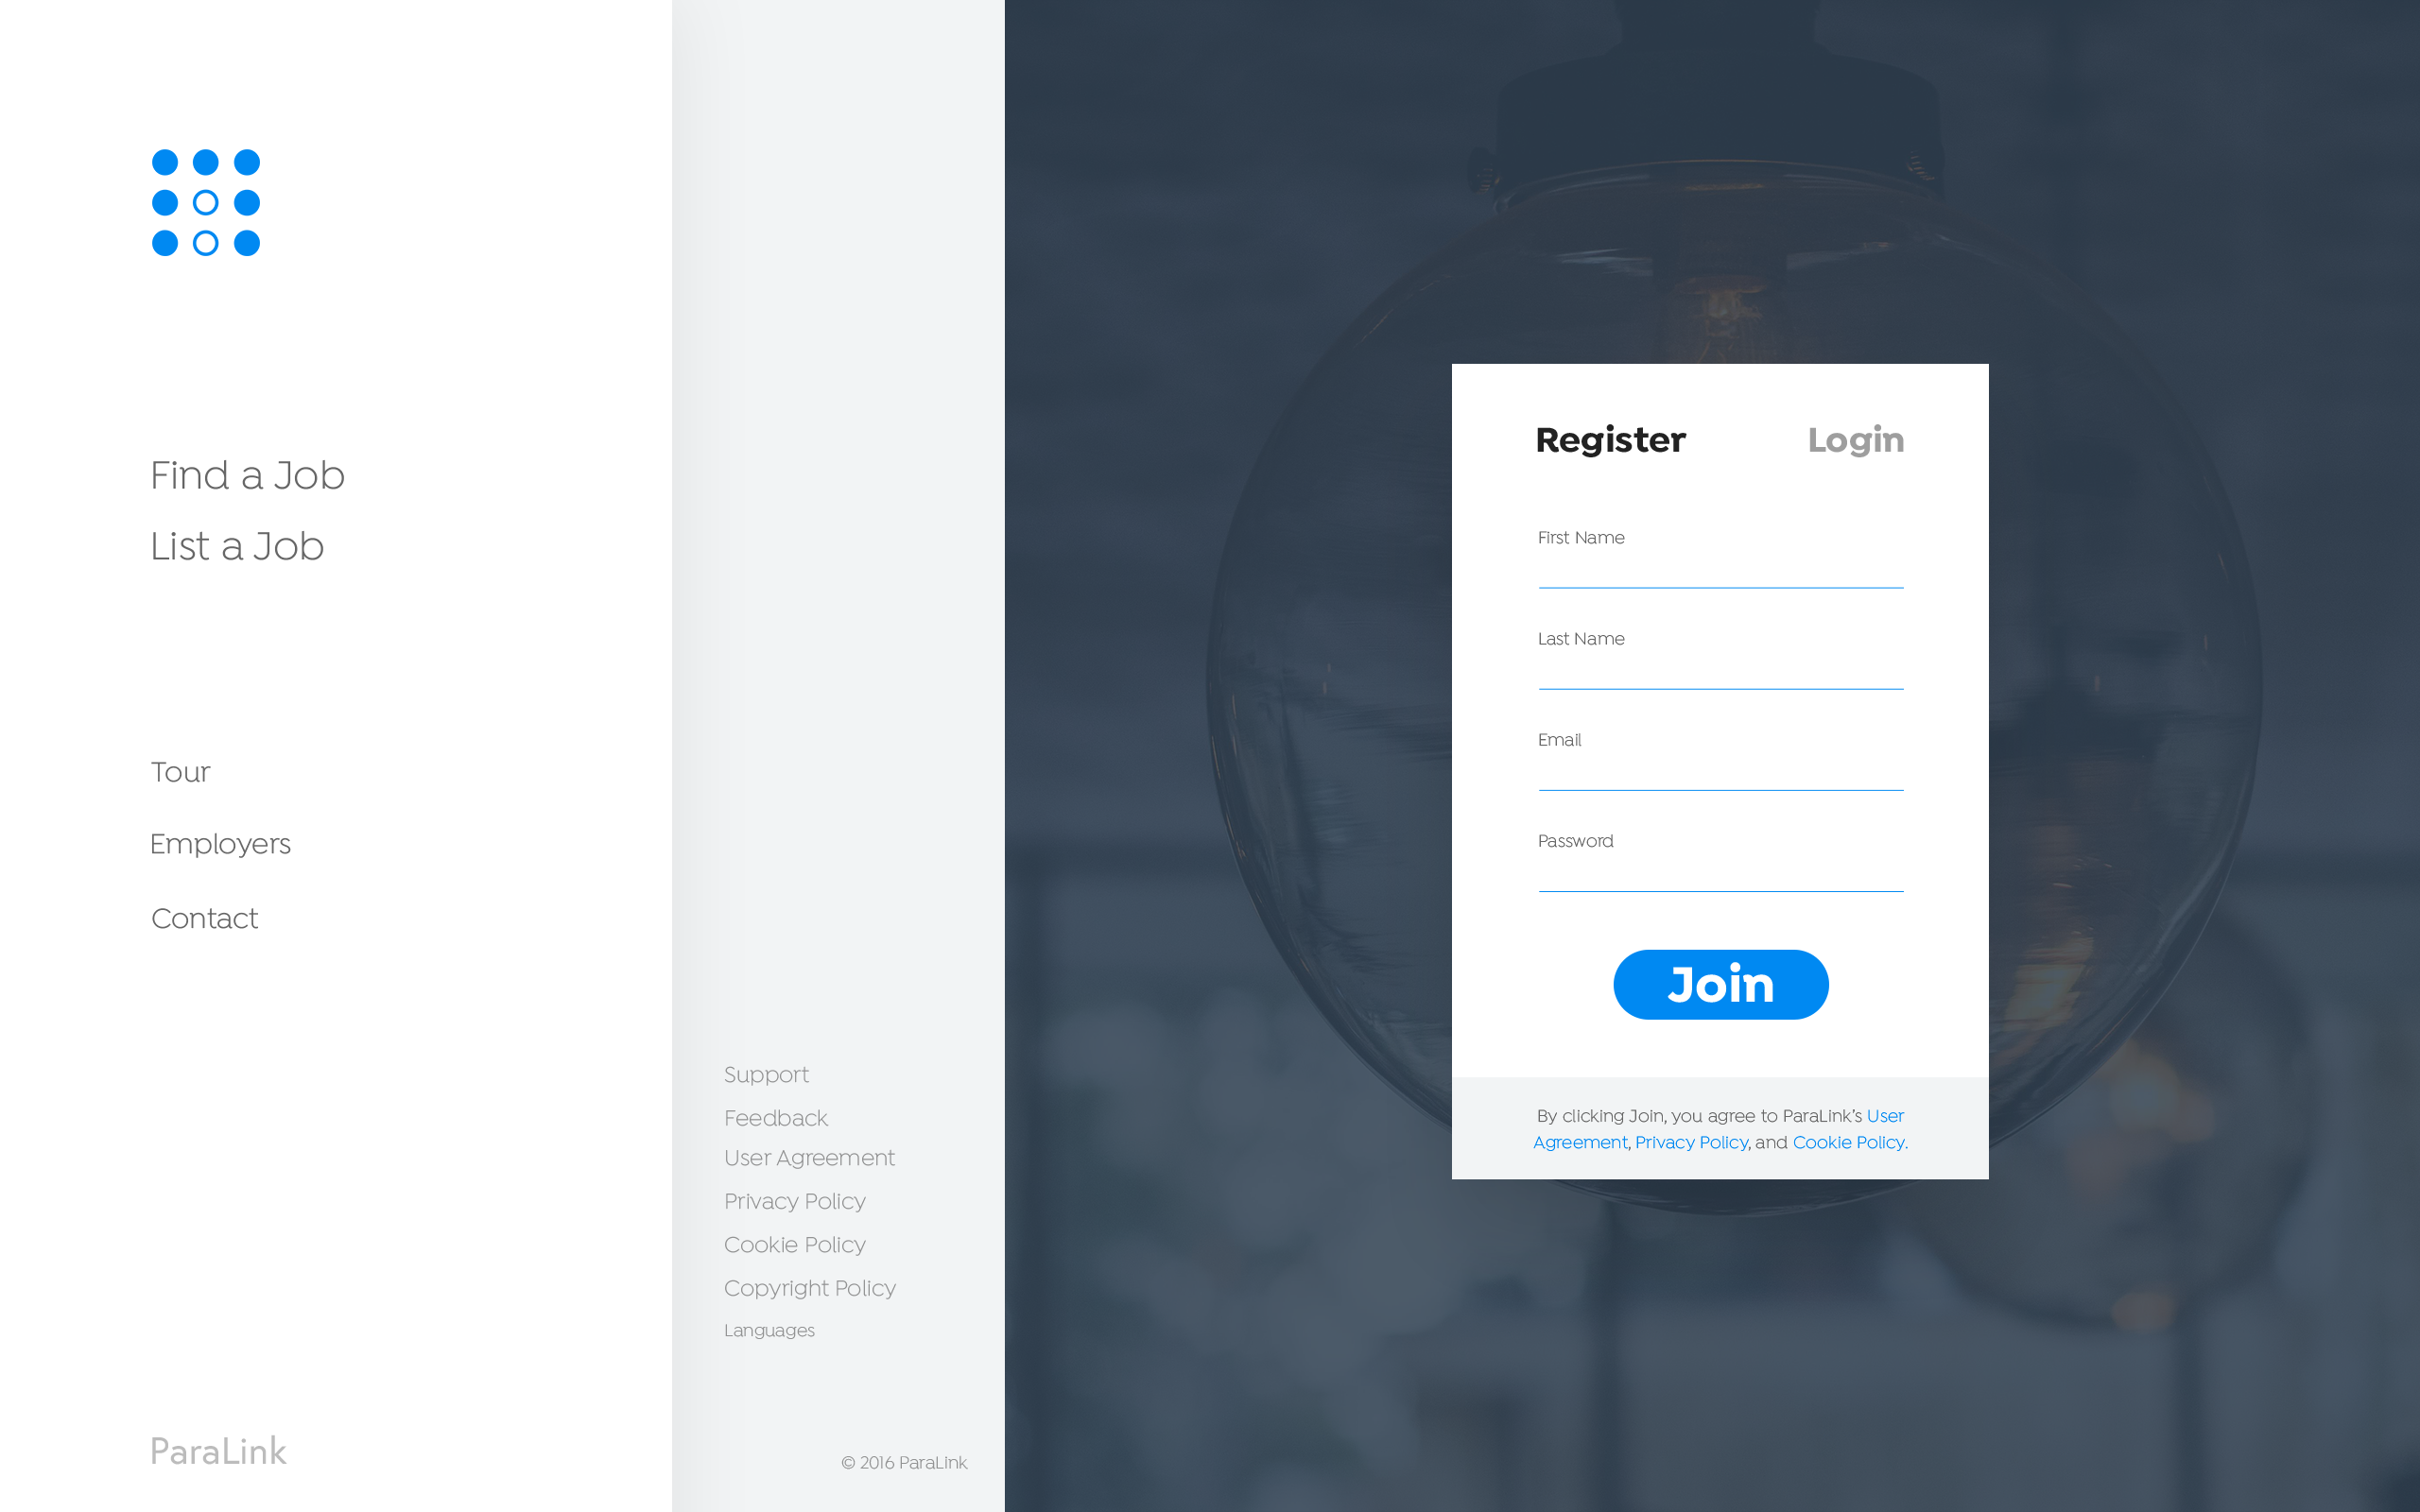 Find a Job
List a Job
Tour
Employers
Contact
ParaLink
Support
Feedback
User Agreement
Privacy Policy
Cookie Policy
Copyright Policy
Languages
© 2016 ParaLink
Register
Login
First Name
Last Name
Email
Password
Join
By clicking Join, you agree to ParaLink’s User
Agreement, Privacy Policy, and Cookie Policy.